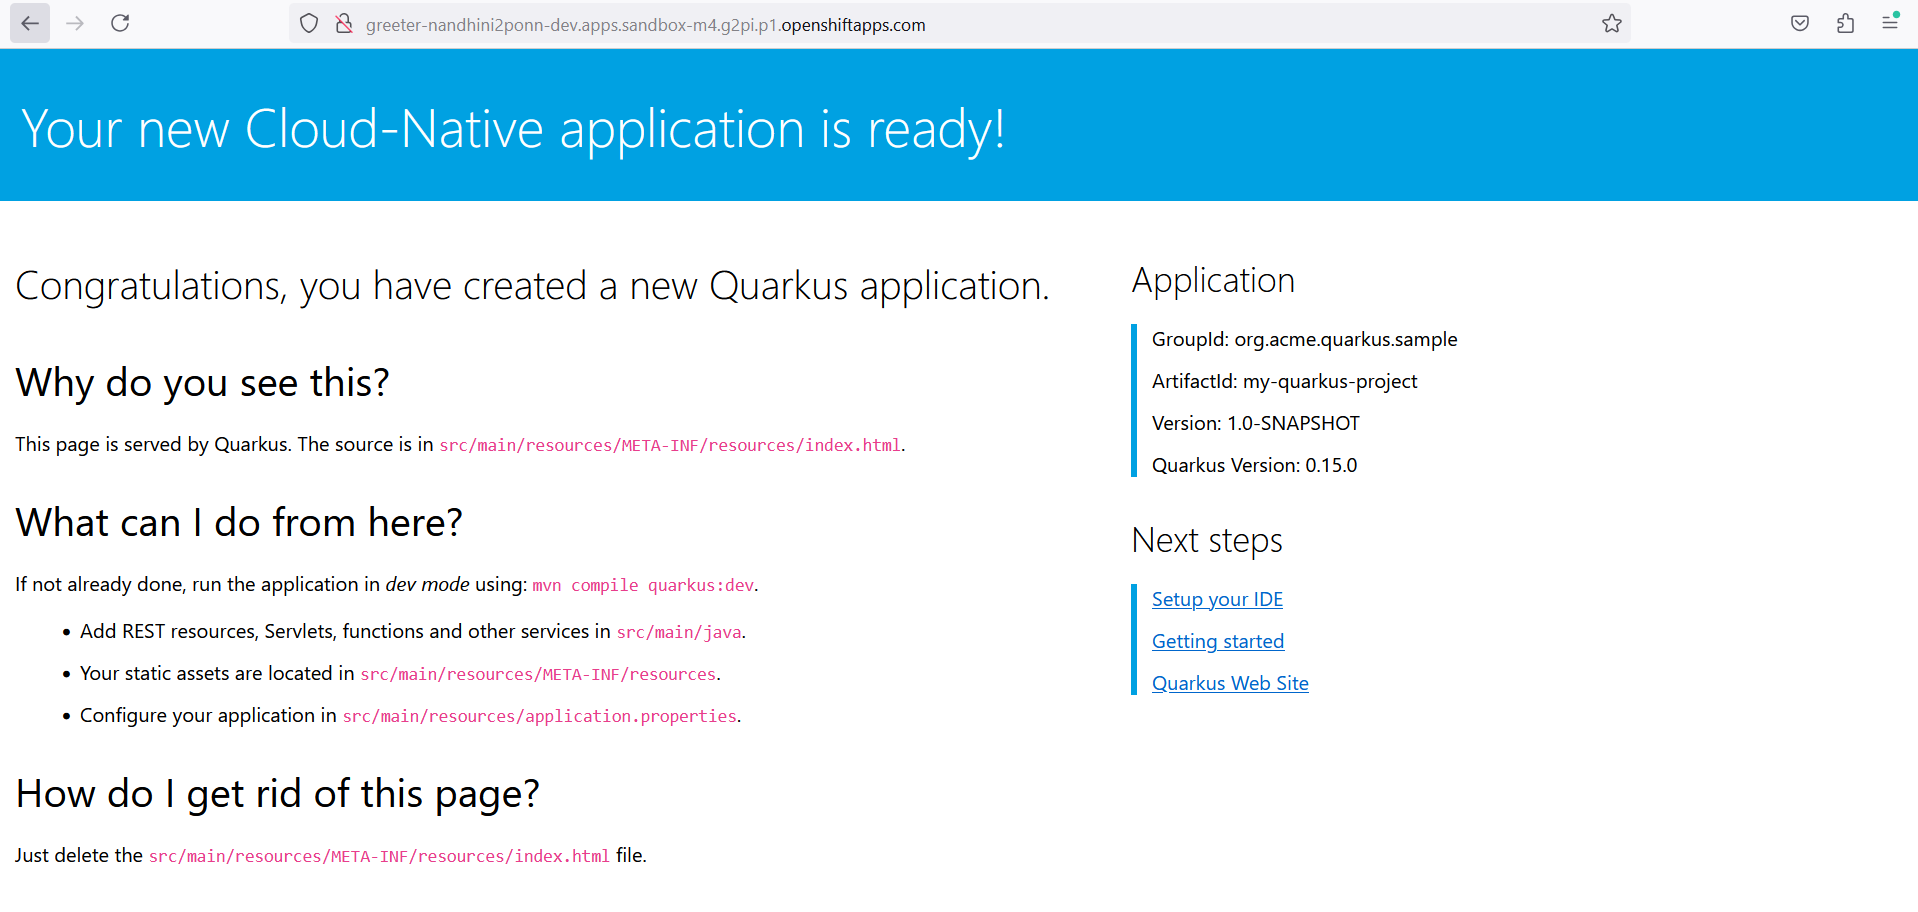 greeter-nandhini2ponn-dev.apps.sandbox-m4.g2pi.p1.openshiftapps.com
Your new Cloud-Native application is ready!
Congratulations, you have created a new Quarkus application.
Why do you see this?
This page is served by Quarkus. The source is in src/main/resources/META-INF/resources/index.html.
What can I do from here?
If not already done, run the application in dev mode using: mvn compile quarkus:dev.
• Add REST resources, Servlets, functions and other services in src/main/java.
• Your static assets are located in src/main/resources/META-INF/resources.
• Configure your application in src/main/resources/application.properties.
How do I get rid of this page?
Just delete the src/main/resources/META-INF/resources/index.html file.
Application
GroupId: org.acme.quarkus.sample
ArtifactId: my-quarkus-project
Version: 1.0-SNAPSHOT
Quarkus Version: 0.15.0
Next steps
Setup your IDE
Getting started
Quarkus Web Site